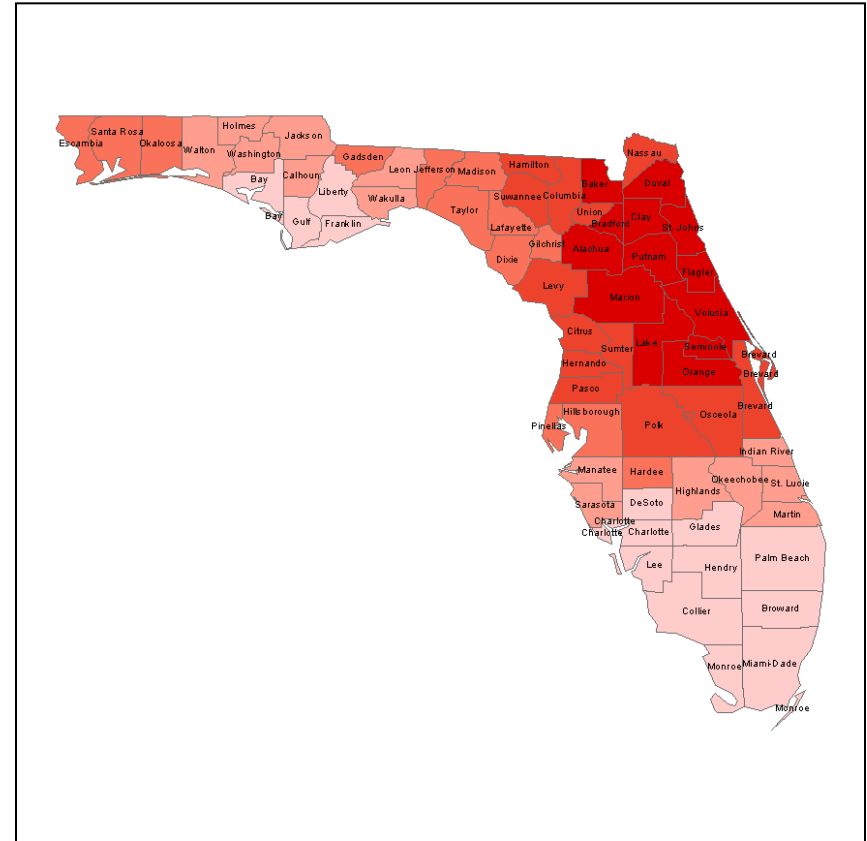 Holmes
Santa Rosa
Jackson
Escambia
Okaloosa
Walton
Washington
Gadsden
Nassau
Hamilton
Leon
Jefferson
Madison
Calhoun
Bay
Liberty
Baker
Duval
Suwannee
Columbia
Wakulla
Taylor
Union
Bradford
Clay
Bay
Gulf
Franklin
Lafayette
St. Johns
Gilchrist
Alachua
Dixie
Putnam
Flagler
Levy
Marion
Volusia
Citrus
Sumter
Lake
Seminole
Brevard
Hernando
Orange
Brevard
Pasco
Brevard
Hillsborough
Osceola
Pinellas
Polk
Indian River
Manatee
Hardee
Okeechobee
St. Lucie
Highlands
Sarasota
DeSoto
Martin
Charlotte
Glades
Charlotte
Charlotte
Palm Beach
Lee
Hendry
Collier
Broward
Monroe
Miami-Dade
Monroe